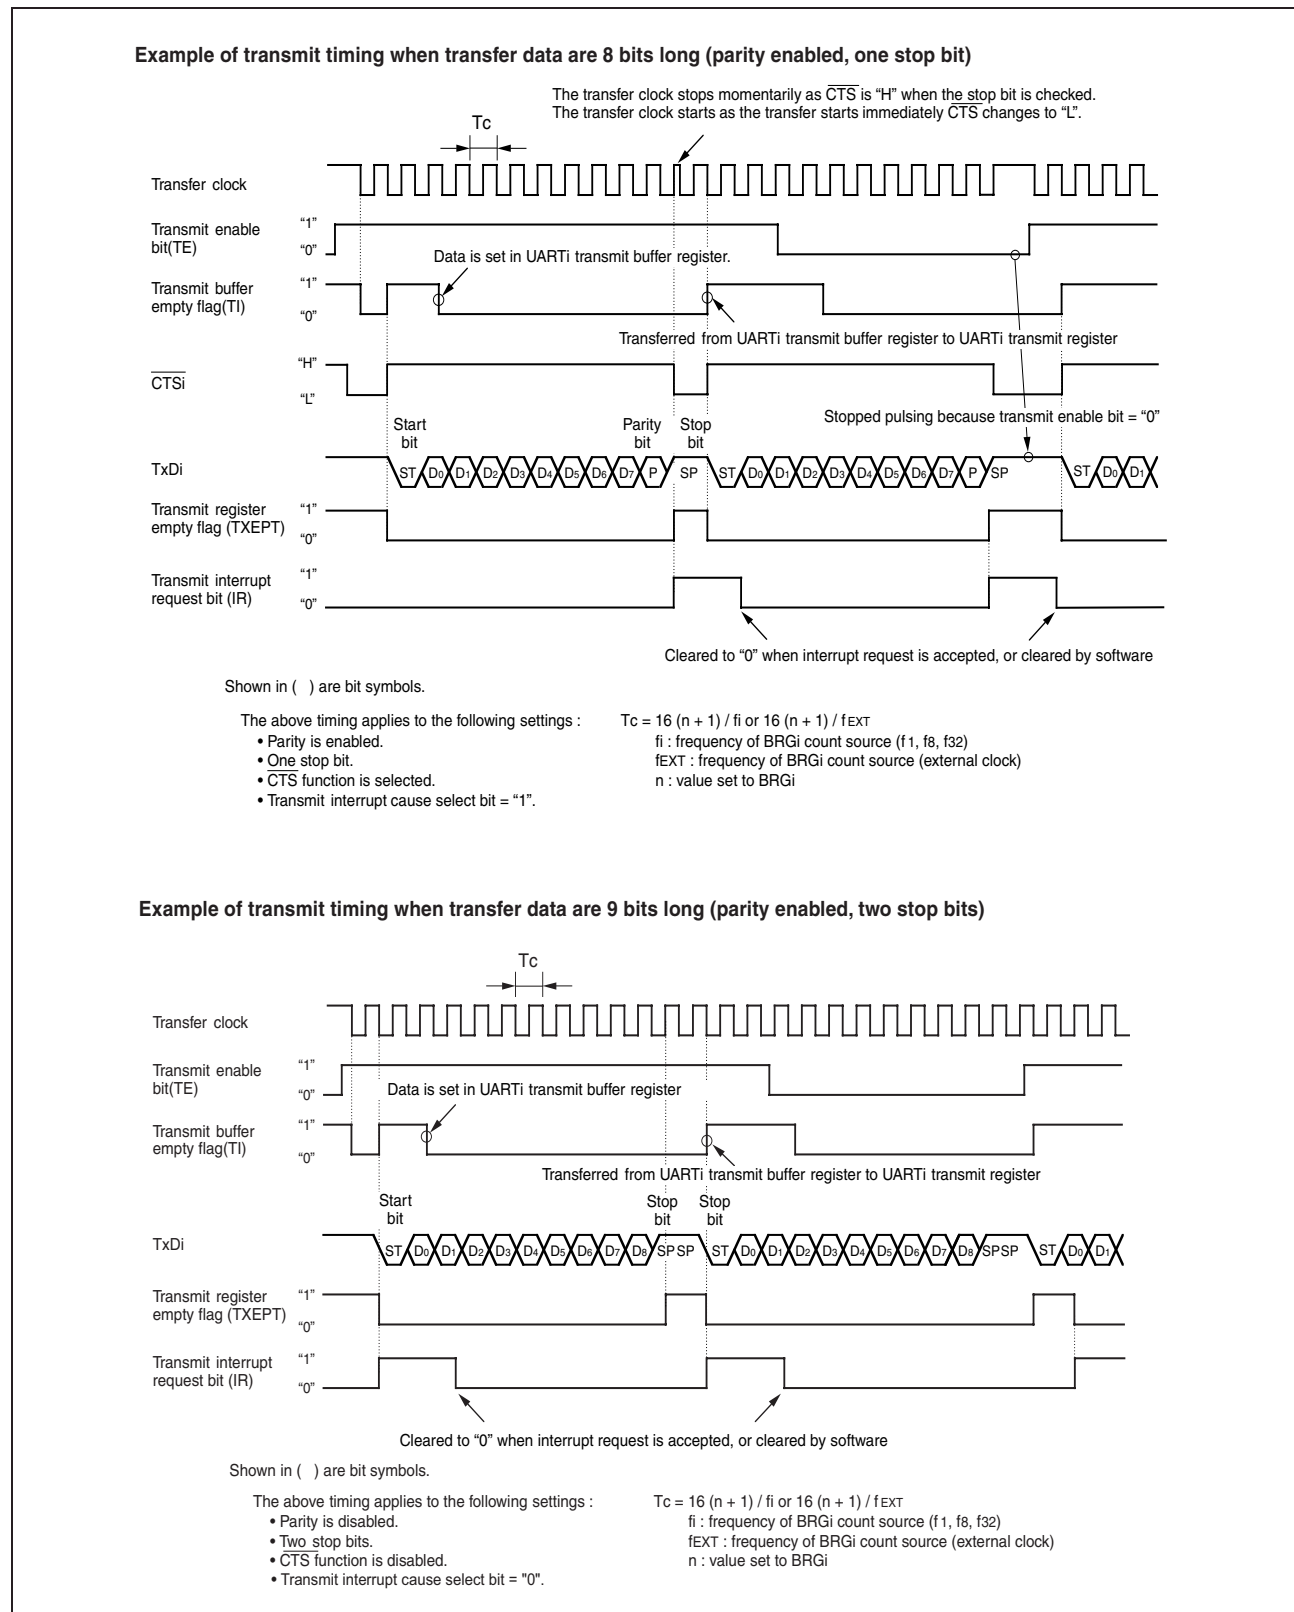 Example of transmit timing when transfer data are 8 bits long (parity enabled, one stop bit)
The transfer clock stops momentarily as CTS is “H” when the stop bit is checked.
The transfer clock starts as the transfer starts immediately CTS changes to “L”.
Tc
Transfer clock
Transmit enable
bit(TE)
“1”
“0”
Data is set in UARTi transmit buffer register.
Transmit buffer
empty flag(TI)
“1”
“0”
Transferred from UARTi transmit buffer register to UARTi transmit register
CTSi
“H”
“L”
Stopped pulsing because transmit enable bit = “0”
Start
bit
Parity
bit
Stop
bit
TxDi
ST D0 D1 D2 D3 D4 D5 D6 D7 P SP ST D0 D1 D2 D3 D4 D5 D6 D7 P SP ST D0 D1
Transmit register
empty flag (TXEPT)
“1”
“0”
Transmit interrupt
request bit (IR)
“1”
“0”
Cleared to “0” when interrupt request is accepted, or cleared by software
Shown in ( ) are bit symbols.
The above timing applies to the following settings :
• Parity is enabled.
• One stop bit.
• CTS function is selected.
• Transmit interrupt cause select bit = “1”.
Tc = 16 (n + 1) / fi or 16 (n + 1) / fEXT
fi : frequency of BRGi count source (f1, f8, f32)
fEXT : frequency of BRGi count source (external clock)
n : value set to BRGi
Example of transmit timing when transfer data are 9 bits long (parity enabled, two stop bits)
Tc
Transfer clock
Transmit enable
bit(TE)
“1”
“0”
Data is set in UARTi transmit buffer register
Transmit buffer
empty flag(TI)
“1”
“0”
Transferred from UARTi transmit buffer register to UARTi transmit register
Start
bit
Stop
bit
Stop
bit
TxDi
ST D0 D1 D2 D3 D4 D5 D6 D7 D8 SP SP ST D0 D1 D2 D3 D4 D5 D6 D7 D8 SPSP ST D0 D1
Transmit register
empty flag (TXEPT)
“1”
“0”
Transmit interrupt
request bit (IR)
“1”
“0”
Cleared to “0” when interrupt request is accepted, or cleared by software
Shown in ( ) are bit symbols.
The above timing applies to the following settings :
• Parity is disabled.
• Two stop bits.
• CTS function is disabled.
• Transmit interrupt cause select bit = "0".
Tc = 16 (n + 1) / fi or 16 (n + 1) / fEXT
fi : frequency of BRGi count source (f1, f8, f32)
fEXT : frequency of BRGi count source (external clock)
n : value set to BRGi